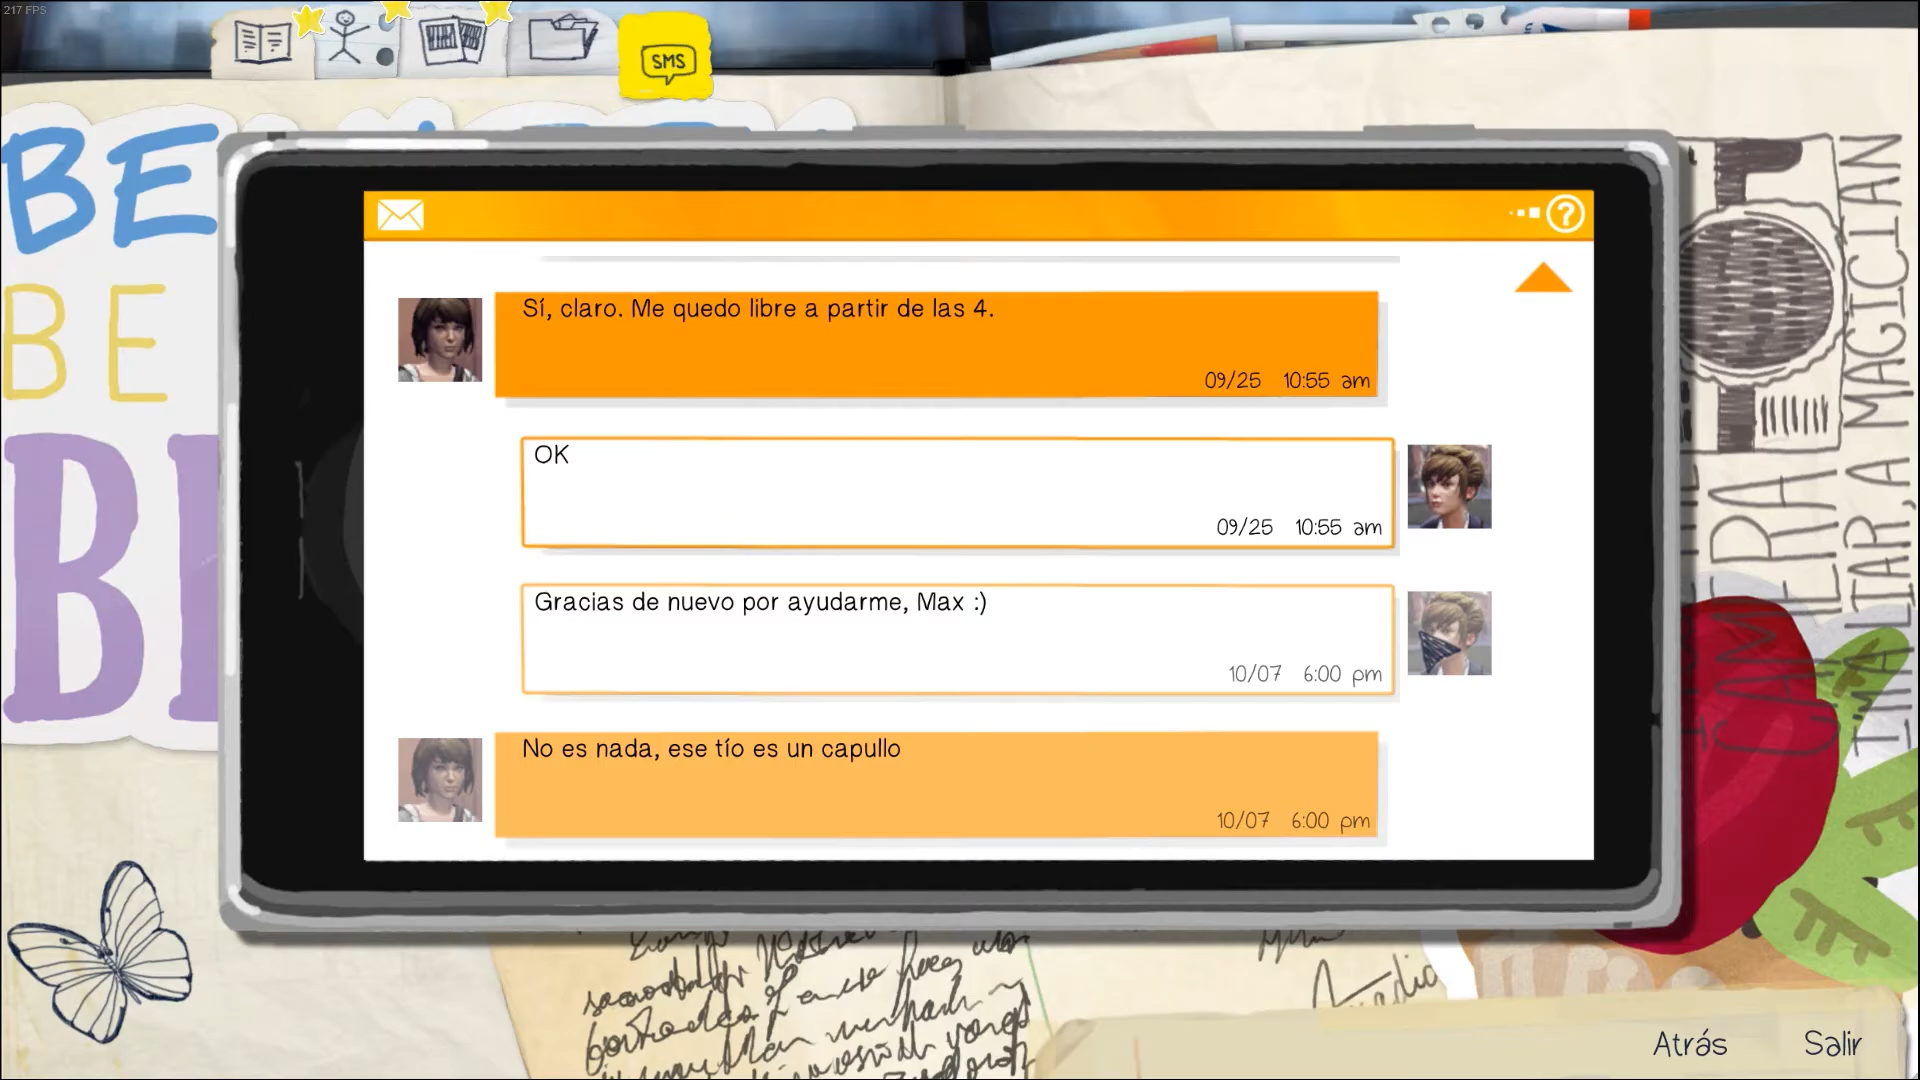 217 FPS
SMS
BE
BE
Sí, claro. Me quedo libre a partir de las 4.
09/25 10:55 am
OK
09/25 10:55 am
Gracias de nuevo por ayudarme, Max :)
10/07 6:00 pm
No es nada, ese tío es un capullo
10/07 6:00 pm
CAMERA
A MAGICIAN
Atrás Salir